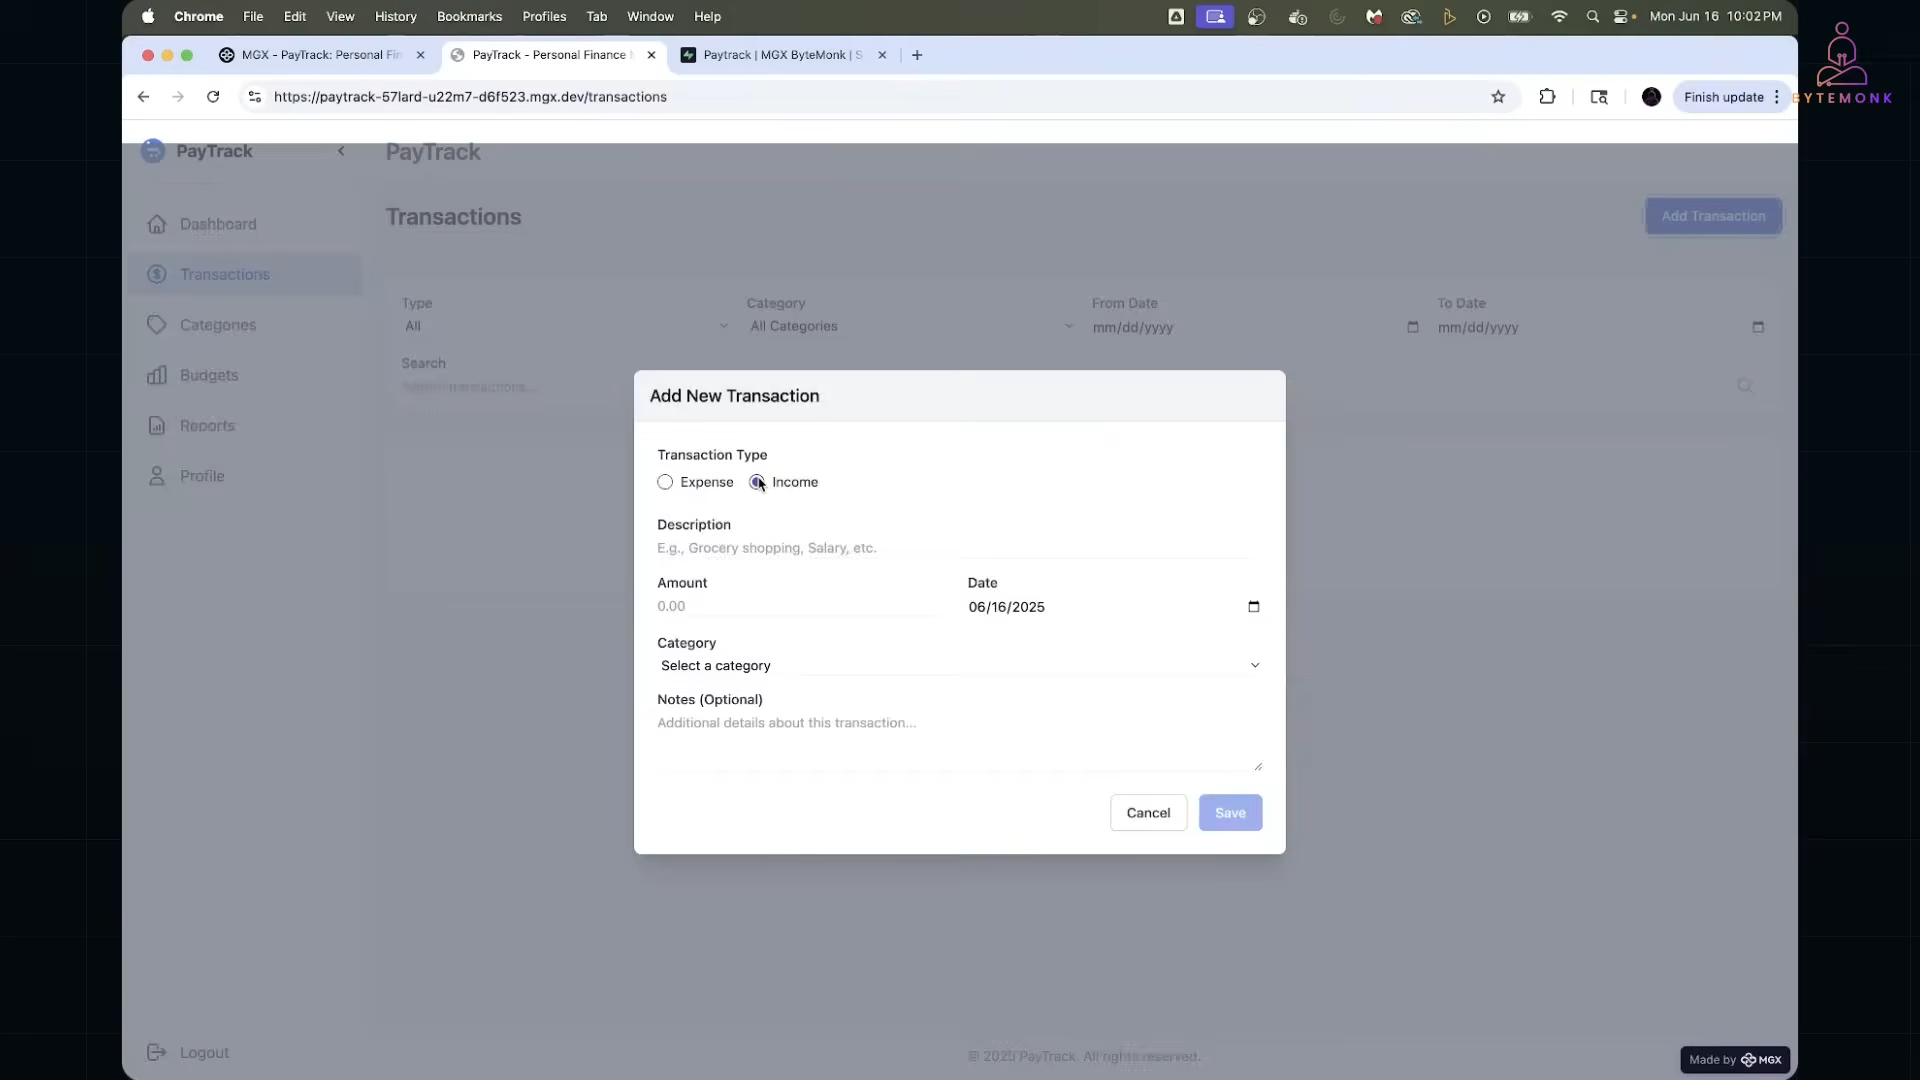 Chrome File Edit View History Bookmarks Profiles Tab Window Help Mon Jun 16 10:02 PM
MGX - PayTrack: Personal Fin PayTrack - Personal Finance Paytrack | MGX ByteMonk | S
https://paytrack-57lard-u22m7-d6f523.mgx.dev/transactions Finish update
BYTEMONK
PayTrack PayTrack
Transactions Add Transaction
Dashboard
Transactions
Categories
Budgets
Reports
Profile
Type Category From Date To Date
All All Categories mm/dd/yyyy mm/dd/yyyy
Search
transactions...
Add New Transaction
Transaction Type
Expense Income
Description
E.g., Grocery shopping, Salary, etc.
Amount Date
0.00 06/16/2025
Category
Select a category
Notes (Optional)
Additional details about this transaction...
Cancel Save
Logout
© 2025 PayTrack. All rights reserved.
Made by MGX